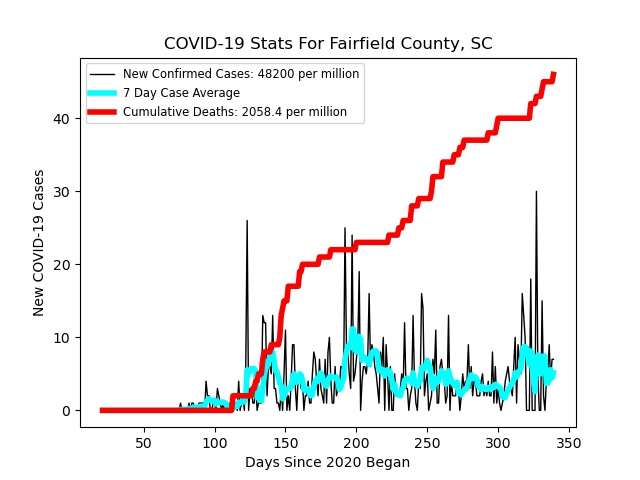 COVID-19 Stats For Fairfield County, SC
New Confirmed Cases: 48200 per million
7 Day Case Average
Cumulative Deaths: 2058.4 per million
New COVID-19 Cases
40
30
20
10
0
50 100 150 200 250 300 350
Days Since 2020 Began